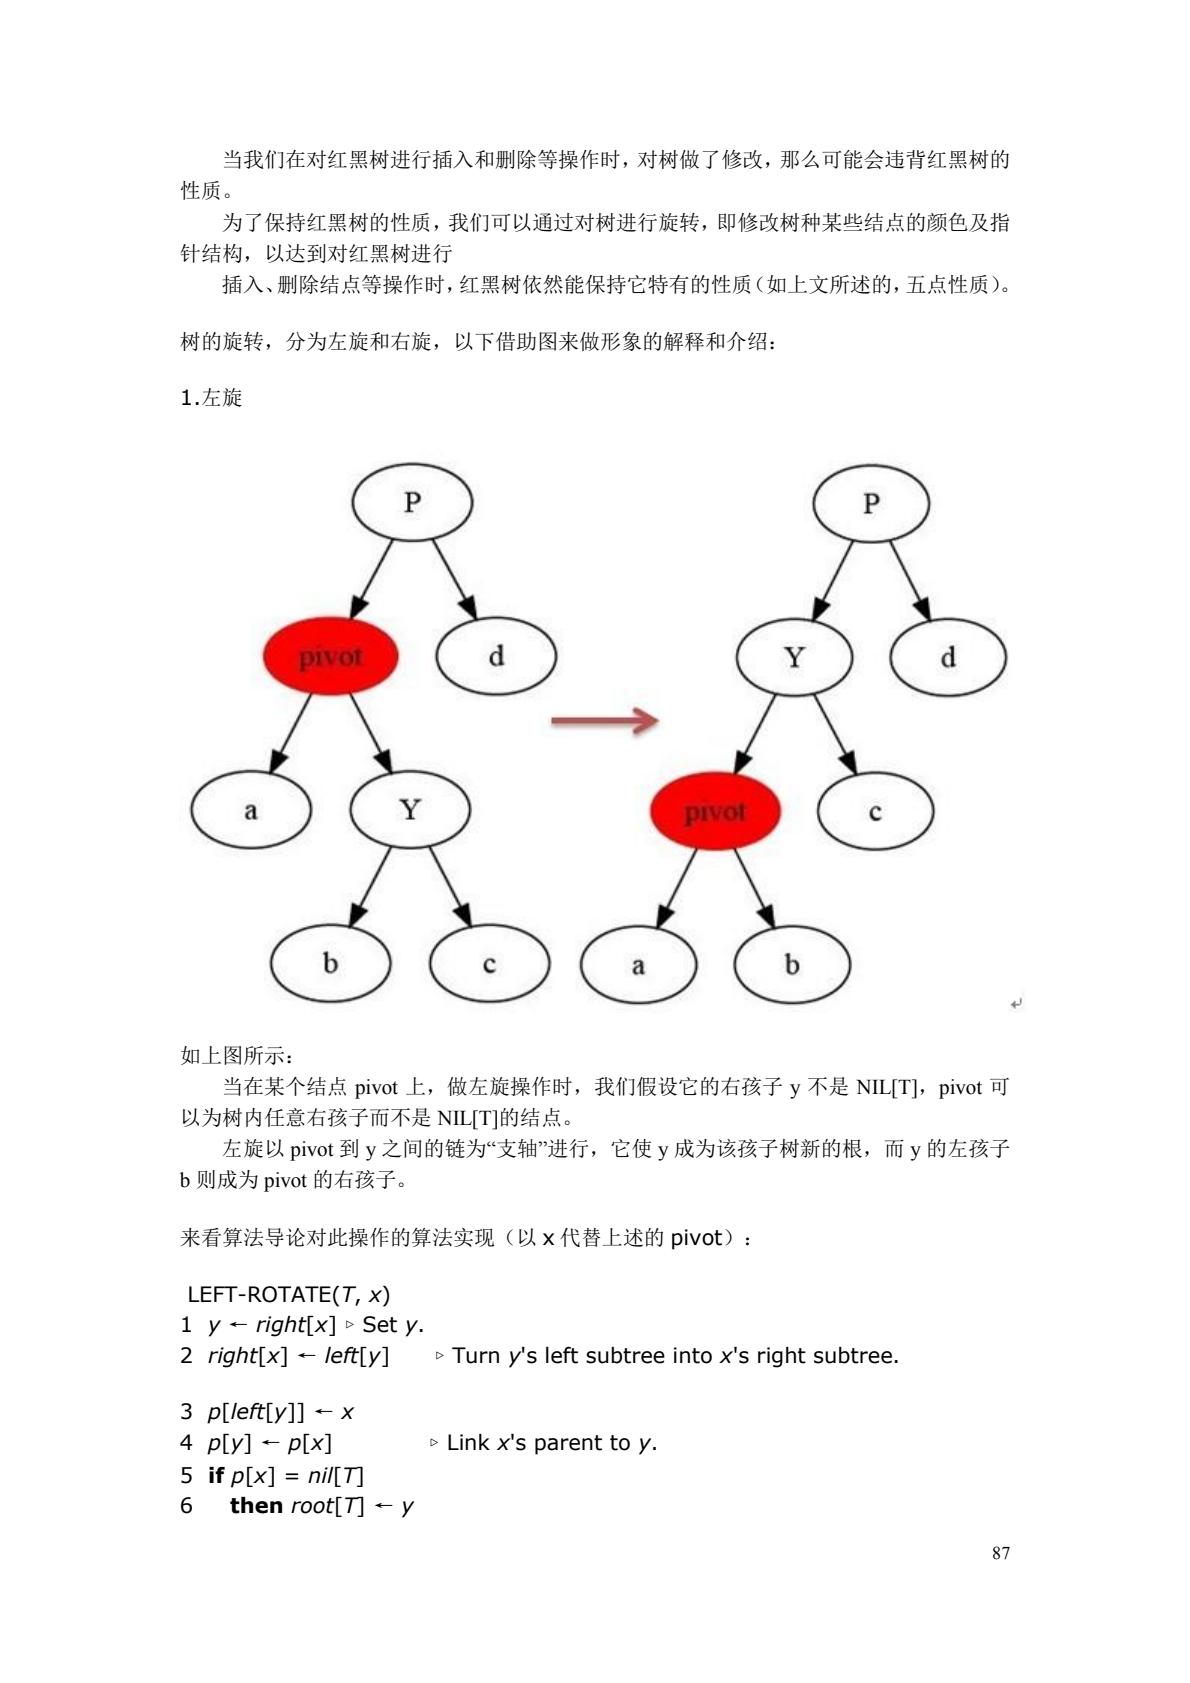 当我们在对红黑树进行插入和删除等操作时，对树做了修改，那么可能会违背红黑树的
性质。
为了保持红黑树的性质，我们可以通过对树进行旋转，即修改树种某些结点的颜色及指
针结构，以达到对红黑树进行
插入、删除结点等操作时，红黑树依然能保持它特有的性质（如上文所述的，五点性质）。
树的旋转，分为左旋和右旋，以下借助图来做形象的解释和介绍：
1.左旋
P P
pivot d Y d
a Y pivot c
b c a b
如上图所示：
当在某个结点 pivot 上，做左旋操作时，我们假设它的右孩子 y 不是 NIL[T]，pivot 可
以为树内任意右孩子而不是 NIL[T]的结点。
左旋以 pivot 到 y 之间的链为“支轴”进行，它使 y 成为该孩子树新的根，而 y 的左孩子
b 则成为 pivot 的右孩子。
来看算法导论对此操作的算法实现（以 x 代替上述的 pivot）：
LEFT-ROTATE(T, x)
1 y ← right[x] ▹ Set y.
2 right[x] ← left[y] ▹ Turn y's left subtree into x's right subtree.
3 p[left[y]] ← x
4 p[y] ← p[x] ▹ Link x's parent to y.
5 if p[x] = nil[T]
6 then root[T] ← y
87